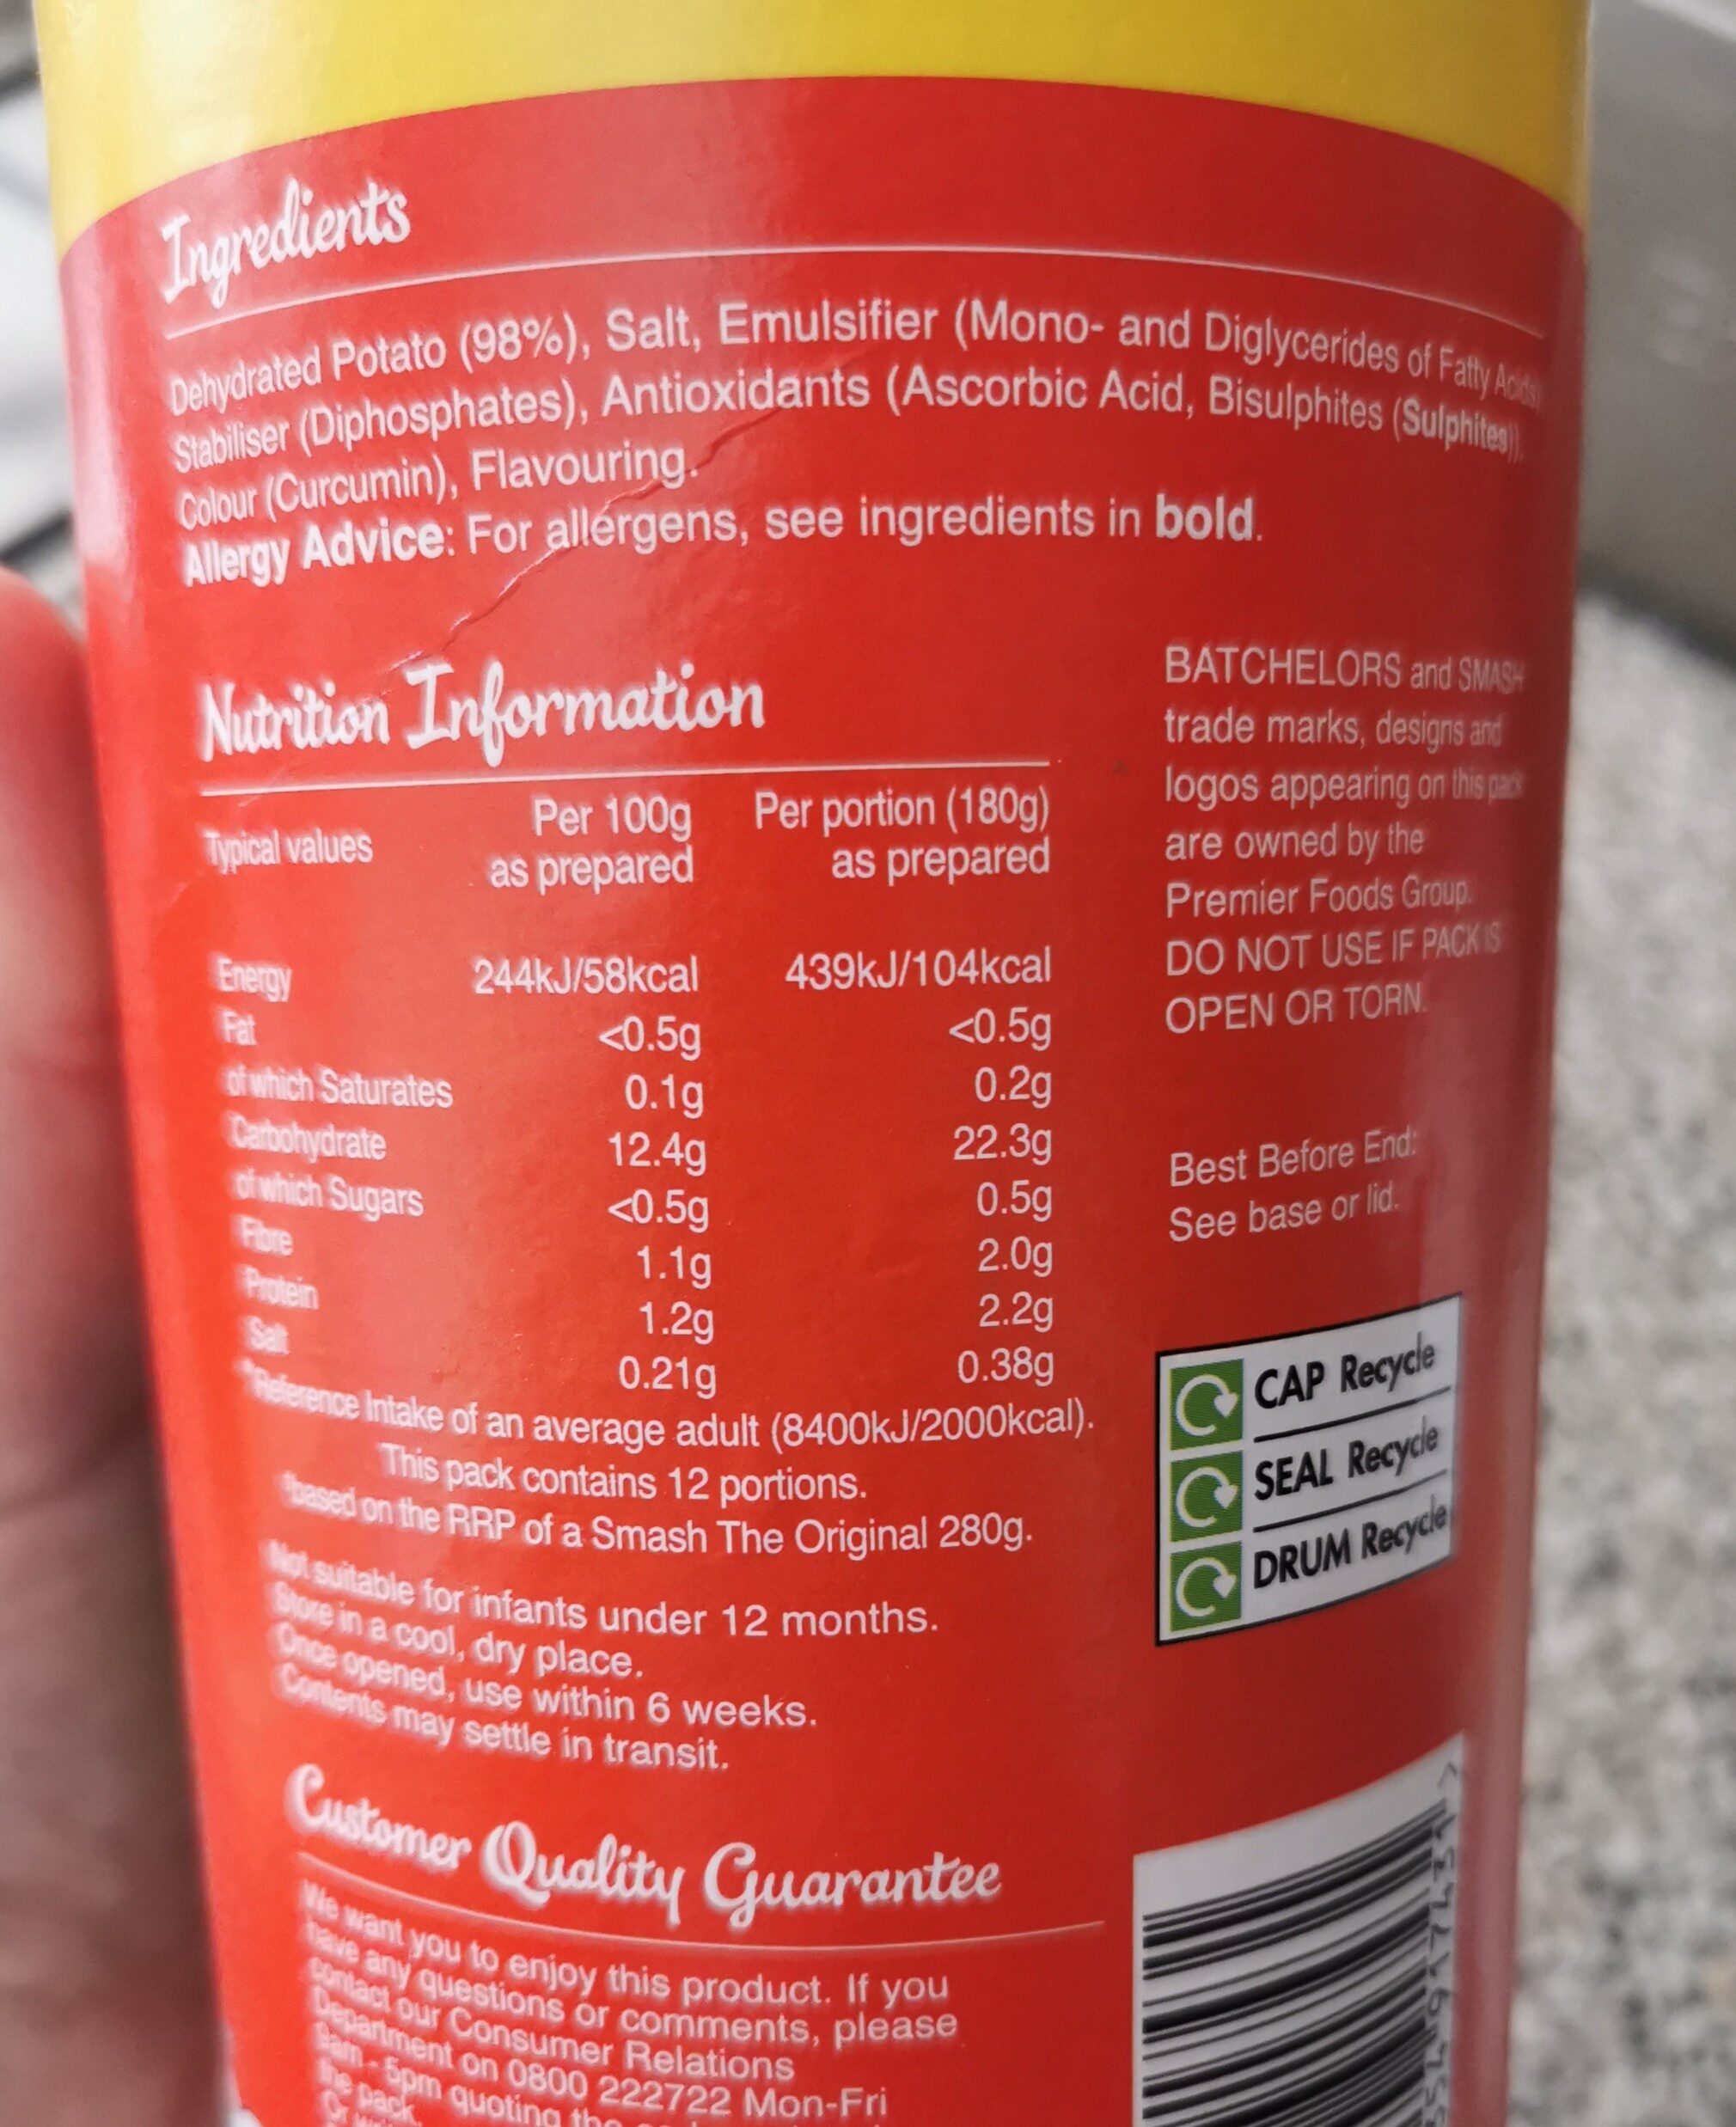 Ingredients
Dehydrated Potato (98%), Salt, Emulsifier (Mono- and Diglycerides of Fatty Acids),
Stabiliser (Diphosphates), Antioxidants (Ascorbic Acid, Bisulphites (Sulphites)),
Colour (Curcumin), Flavouring.
Allergy Advice: For allergens, see ingredients in bold.
Nutrition Information
Typical values Per 100g as prepared Per portion (180g) as prepared
Energy 244kJ/58kcal 439kJ/104kcal
Fat <0.5g <0.5g
of which Saturates 0.1g 0.2g
Carbohydrate 12.4g 22.3g
of which Sugars <0.5g 0.5g
Fibre 1.1g 2.0g
Protein 1.2g 2.2g
Salt 0.21g 0.38g
*Reference Intake of an average adult (8400kJ/2000kcal).
This pack contains 12 portions.
based on the RRP of a Smash The Original 280g.
Not suitable for infants under 12 months.
Store in a cool, dry place.
Once opened, use within 6 weeks.
Contents may settle in transit.
BATCHELORS and SMASH
trade marks, designs and
logos appearing on this pack
are owned by the
Premier Foods Group.
DO NOT USE IF PACK IS
OPEN OR TORN.
Best Before End:
See base or lid.
CAP Recycle
SEAL Recycle
DRUM Recycle
Customer Quality Guarantee
We want you to enjoy this product. If you
have any questions or comments, please
contact our Consumer Relations
Department on 0800 222722 Mon-Fri
9am - 5pm quoting the
the pack.
Or